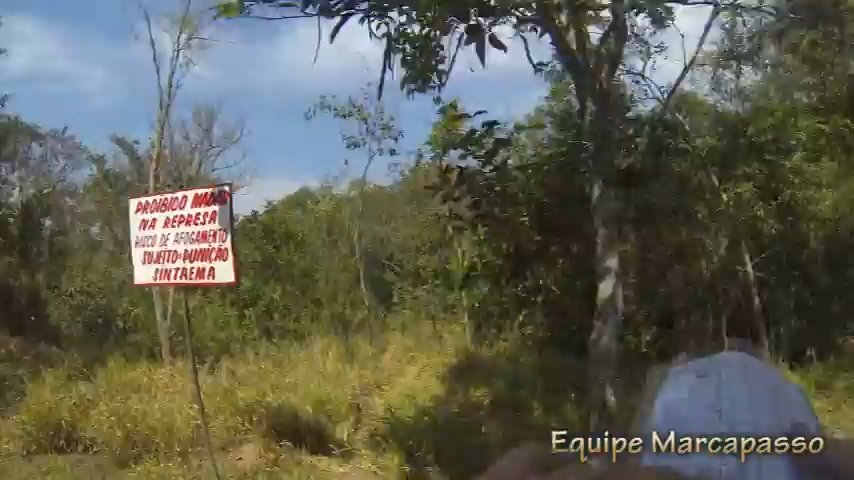 PROIBIDO NADAR
NA REPRESA
RISCO DE AFOGAMENTO
SUJEITO A PUNIÇÃO
SINTREMA
Equipe Marcapasso